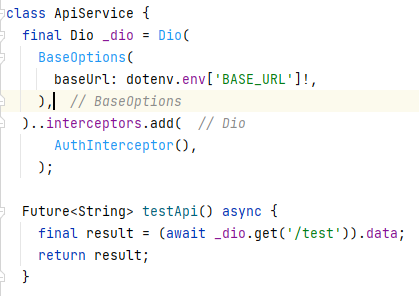 class ApiService {
  final Dio _dio = Dio(
    BaseOptions(
      baseUrl: dotenv.env['BASE_URL']!,
    ),  // BaseOptions
  )..interceptors.add(  // Dio
      AuthInterceptor(),
    );

  Future<String> testApi() async {
    final result = (await _dio.get('/test')).data;
    return result;
  }